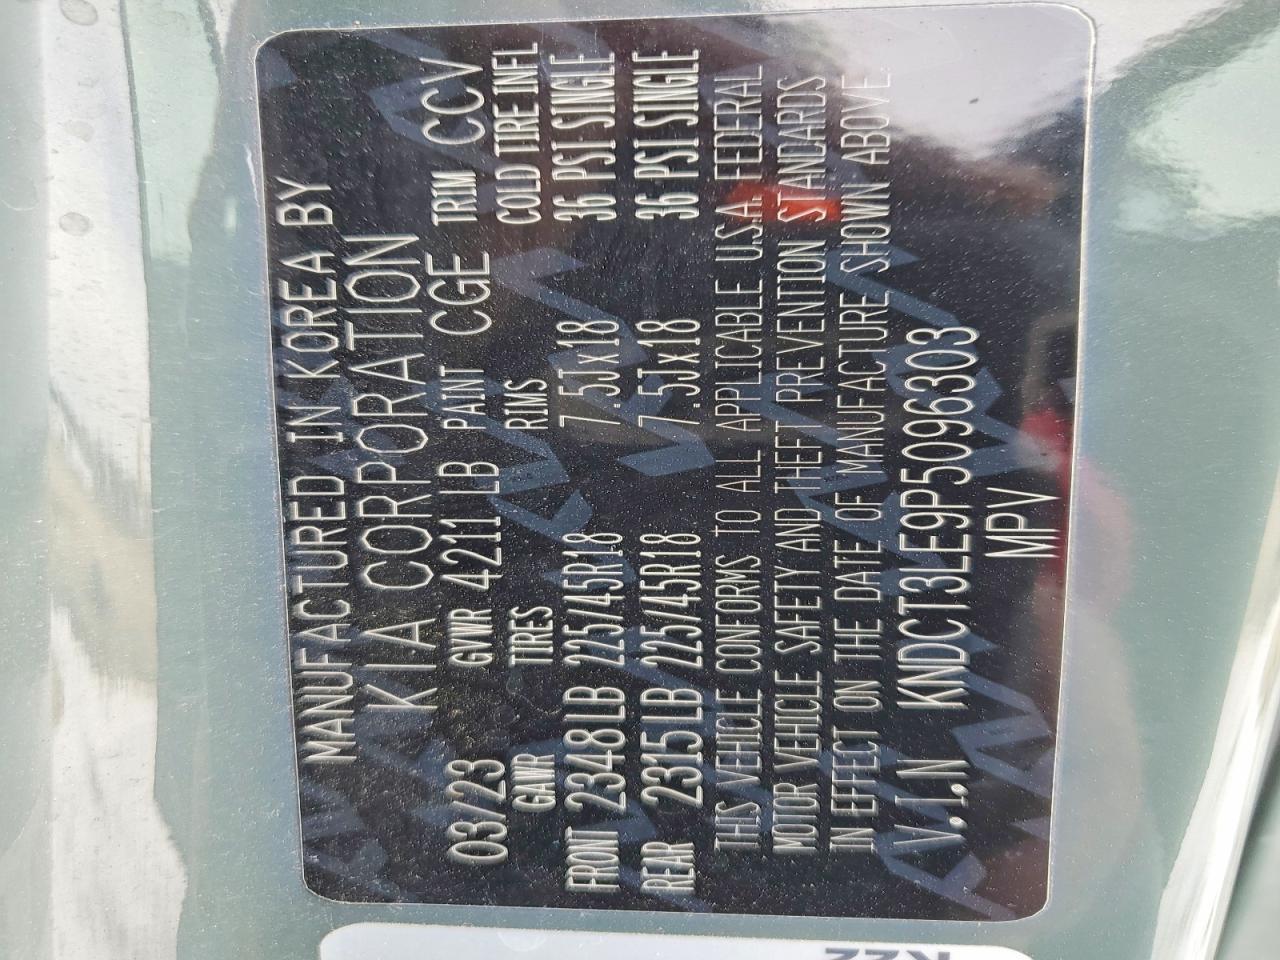 MANUFACTURED IN KOREA BY
KIA CORPORATION
03/23 GVWR 4211 LB PAINT CGE TRIM CCV
GAWR TIRES RIMS COLD TIRE INFL
FRONT 2348LB 225/45R18 7.5Jx18 36 PSI SINGLE
REAR 2315LB 225/45R18 7.5Jx18 36 PSI SINGLE
THIS VEHICLE CONFORMS TO ALL APPLICABLE U.S.A. FEDERAL
MOTOR VEHICLE SAFETY AND THEFT PREVENTION STANDARDS
IN EFFECT ON THE DATE OF MANUFACTURE SHOWN ABOVE.
V.I.N KNDCT3LE9P5096303
MPV